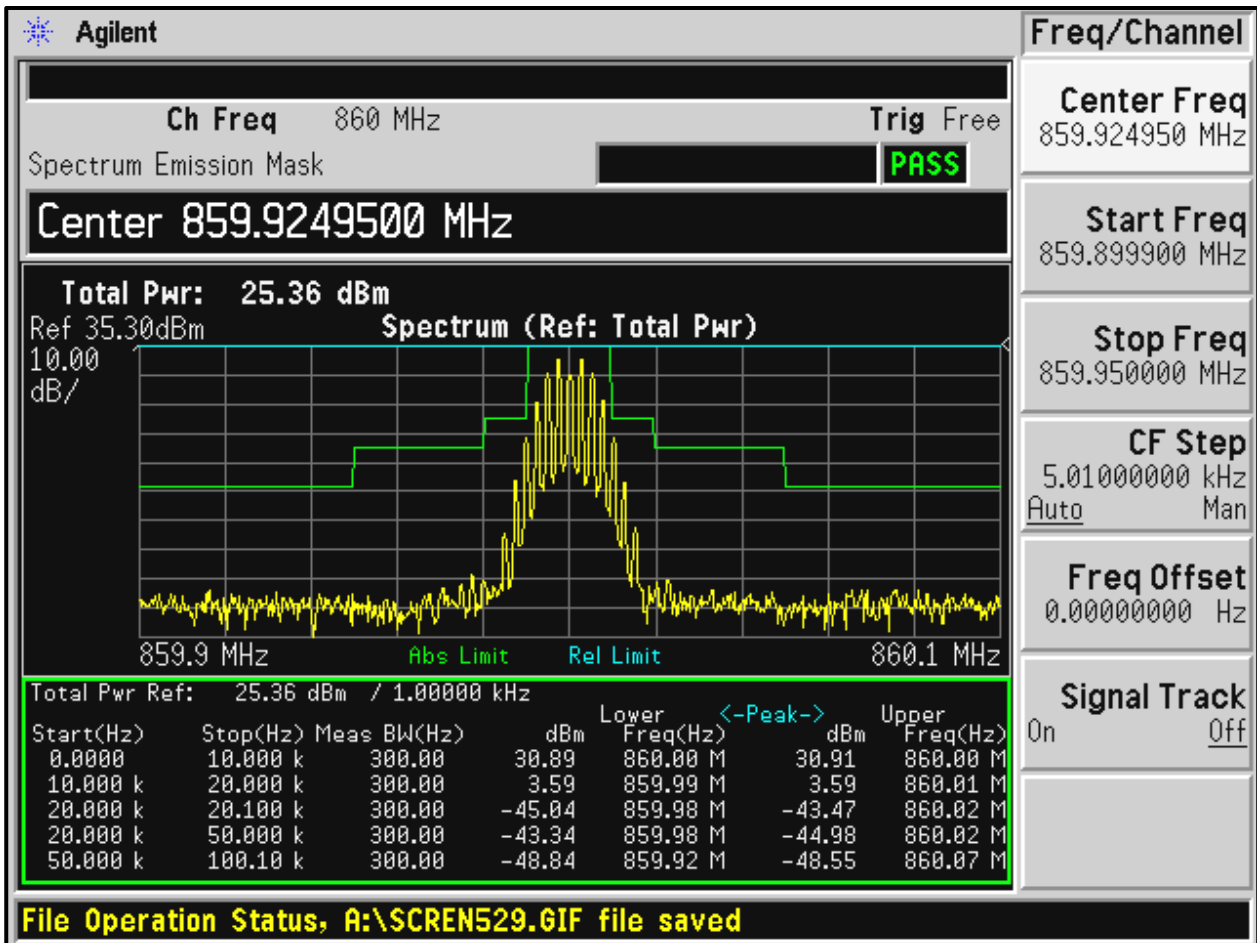 Agilent
Freq/Channel
Ch Freq 860 MHz Trig Free
Spectrum Emission Mask PASS
Center 859.9249500 MHz
Total Pwr: 25.36 dBm
Ref 35.30dBm Spectrum (Ref: Total Pwr)
10.00
dB/
859.9 MHz Abs Limit Rel Limit 860.1 MHz
Total Pwr Ref: 25.36 dBm / 1.00000 kHz
Lower <-Peak-> Upper
Start(Hz) Stop(Hz) Meas BW(Hz) dBm Freq(Hz) dBm Freq(Hz)
0.0000 10.000 k 300.00 30.89 860.00 M 30.91 860.00 M
10.000 k 20.000 k 300.00 3.59 859.99 M 3.59 860.01 M
20.000 k 20.100 k 300.00 -45.04 859.98 M -43.47 860.02 M
20.000 k 50.000 k 300.00 -43.34 859.98 M -44.98 860.02 M
50.000 k 100.10 k 300.00 -48.84 859.92 M -48.55 860.07 M
File Operation Status, A:\SCREN529.GIF file saved
Center Freq
859.924950 MHz
Start Freq
859.899900 MHz
Stop Freq
859.950000 MHz
CF Step
5.01000000 kHz
Auto Man
Freq Offset
0.00000000 Hz
Signal Track
On Off